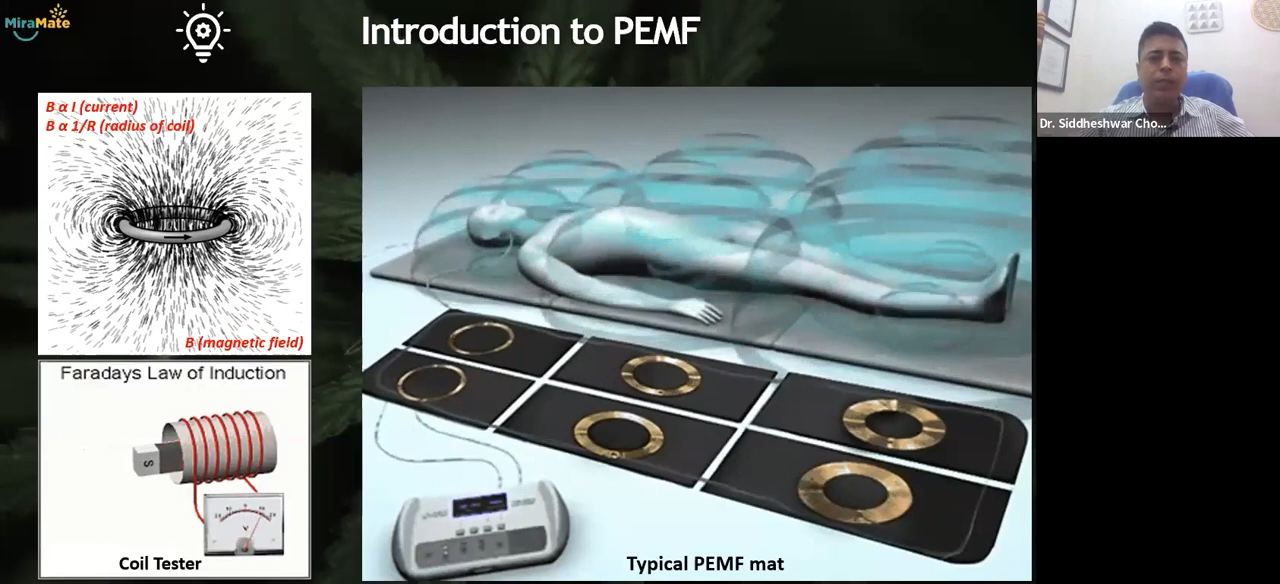 MiraMate
Introduction to PEMF
Dr. Siddheshwar Cho...
B α I (current)
B α 1/R (radius of coil)
B (magnetic field)
Faradays Law of Induction
S
V
Coil Tester
Typical PEMF mat